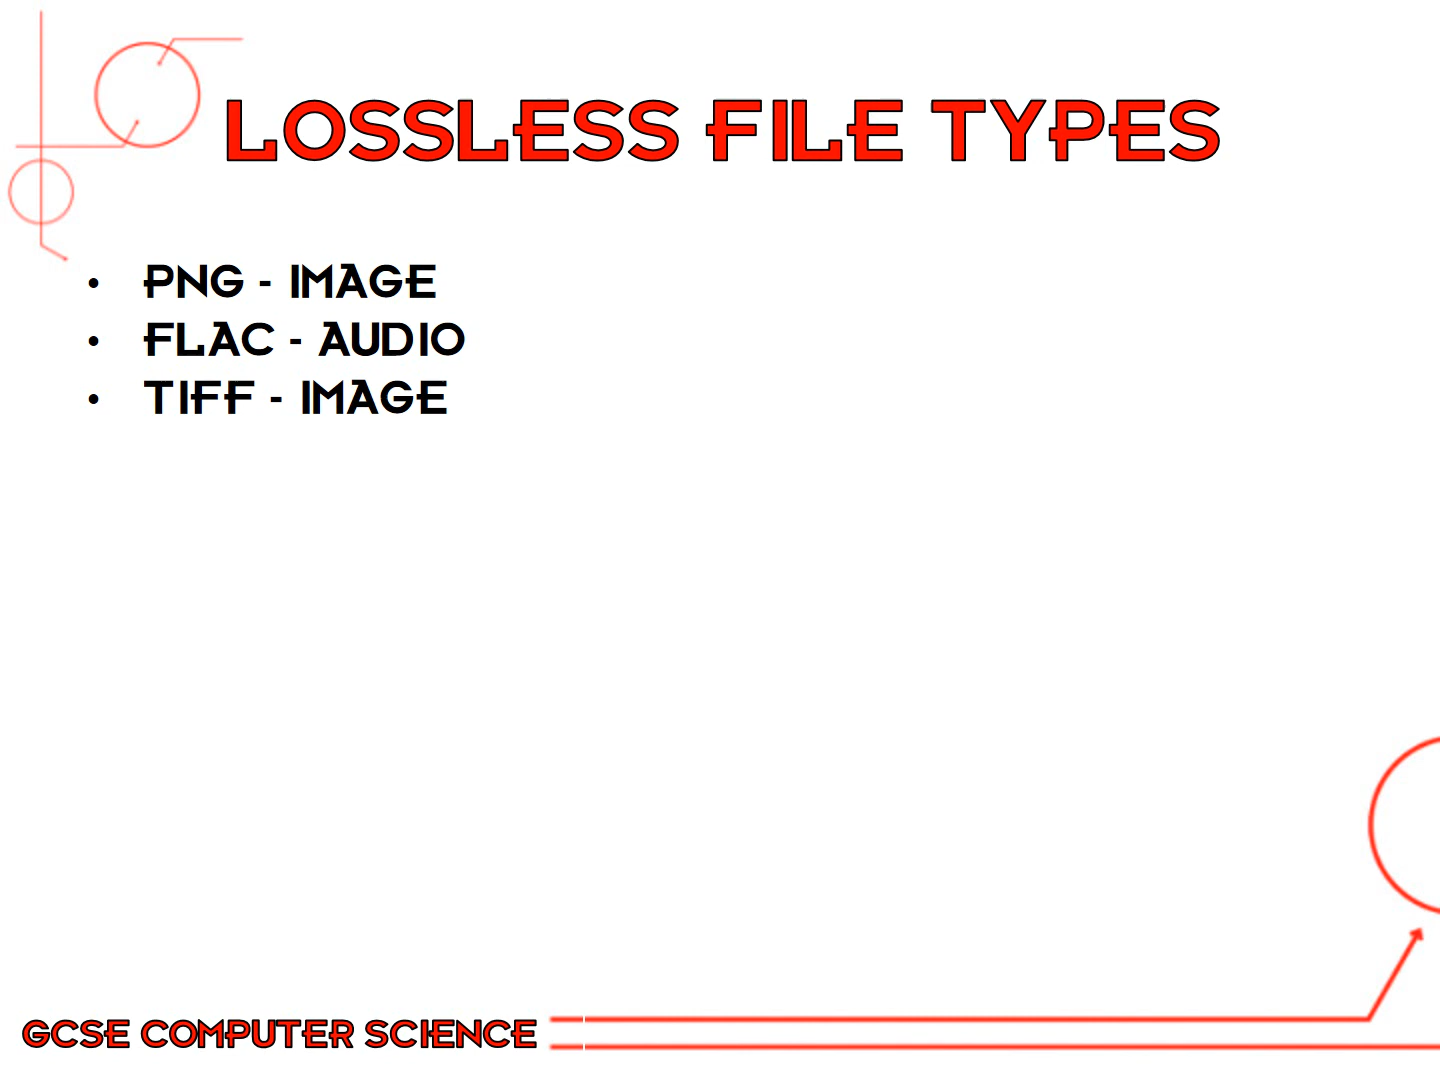 LOSSLESS FILE TYPES
• PNG - IMAGE
• FLAC - AUDIO
• TIFF - IMAGE
GCSE COMPUTER SCIENCE